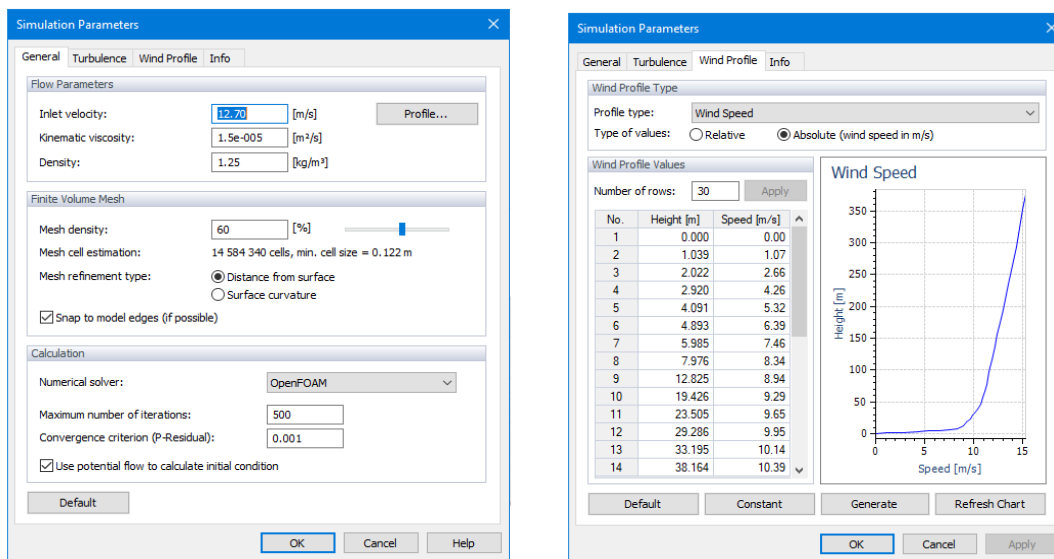 Simulation Parameters
General Turbulence Wind Profile Info
Flow Parameters
Inlet velocity: 12.70 [m/s] Profile...
Kinematic viscosity: 1.5e-005 [m²/s]
Density: 1.25 [kg/m³]
Finite Volume Mesh
Mesh density: 60 [%]
Mesh cell estimation: 14 584 340 cells, min. cell size = 0.122 m
Mesh refinement type: Distance from surface
Surface curvature
Snap to model edges (if possible)
Calculation
Numerical solver: OpenFOAM
Maximum number of iterations: 500
Convergence criterion (P-Residual): 0.001
Use potential flow to calculate initial condition
Default
OK Cancel Help
Simulation Parameters
General Turbulence Wind Profile Info
Wind Profile Type
Profile type: Wind Speed
Type of values: Relative Absolute (wind speed in m/s)
Wind Profile Values
Number of rows: 30 Apply
No. Height [m] Speed [m/s]
1 0.000 0.00
2 1.039 1.07
3 2.022 2.66
4 2.920 4.26
5 4.091 5.32
6 4.893 6.39
7 5.985 7.46
8 7.976 8.34
9 12.825 8.94
10 19.426 9.29
11 23.505 9.65
12 29.286 9.95
13 33.195 10.14
14 38.164 10.39
Wind Speed
Height [m]
350
300
250
200
150
100
50
0
0 5 10 15
Speed [m/s]
Default Constant Generate Refresh Chart
OK Cancel Apply